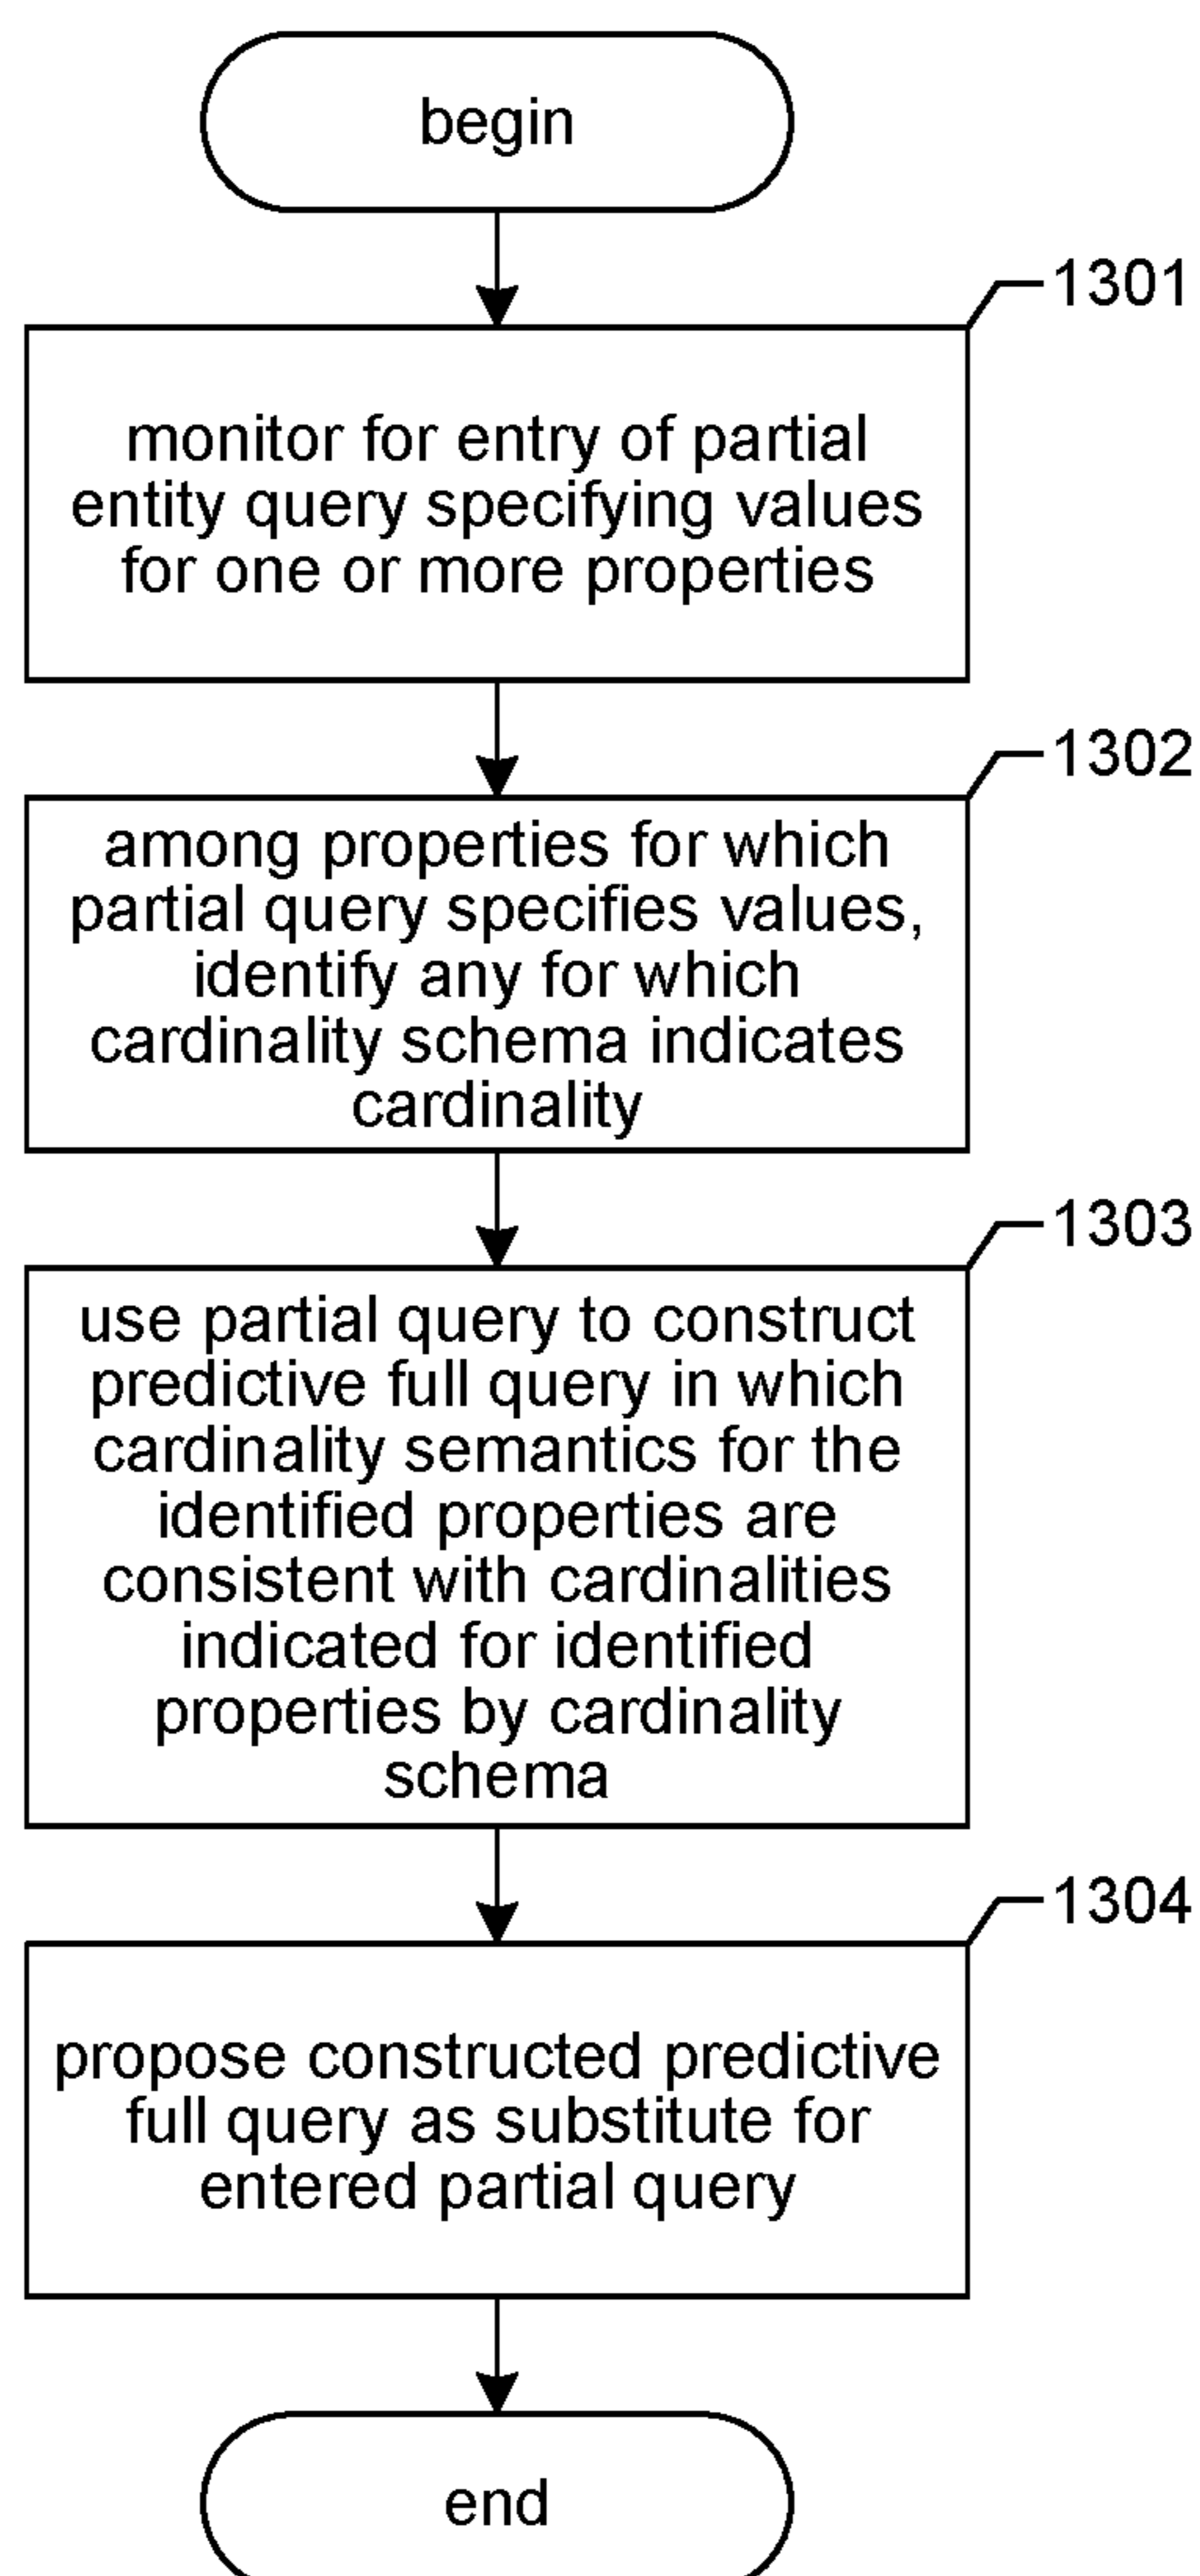 begin
1301
monitor for entry of partial
entity query specifying values
for one or more properties
1302
among properties for which
partial query specifies values,
identify any for which
cardinality schema indicates
cardinality
1303
use partial query to construct
predictive full query in which
cardinality semantics for the
identified properties are
consistent with cardinalities
indicated for identified
properties by cardinality
schema
1304
propose constructed predictive
full query as substitute for
entered partial query
end